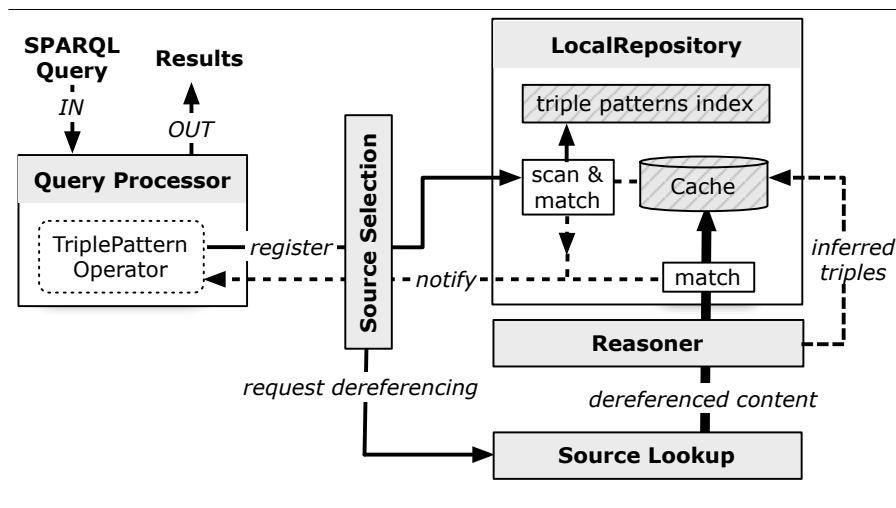 SPARQL
Query
Results
IN
OUT
Query Processor
TriplePattern
Operator
register
notify
Source Selection
request dereferencing
LocalRepository
triple patterns index
scan &
match
Cache
match
inferred
triples
Reasoner
dereferenced content
Source Lookup